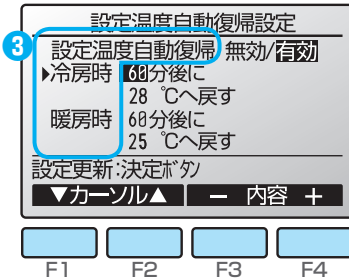 設定温度自動復帰設定
3 設定温度自動復帰 無効/有効
▶冷房時 60分後に
28 ℃へ戻す
暖房時 60分後に
25 ℃へ戻す
設定更新:決定ボタン
▼カーソル▲ − 内容 +
F1 F2 F3 F4